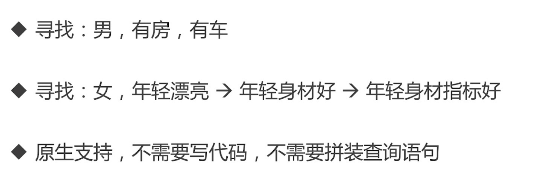 ◆ 寻找：男，有房，有车
◆ 寻找：女，年轻漂亮 → 年轻身材好 → 年轻身材指标好
◆ 原生支持，不需要写代码，不需要拼装查询语句